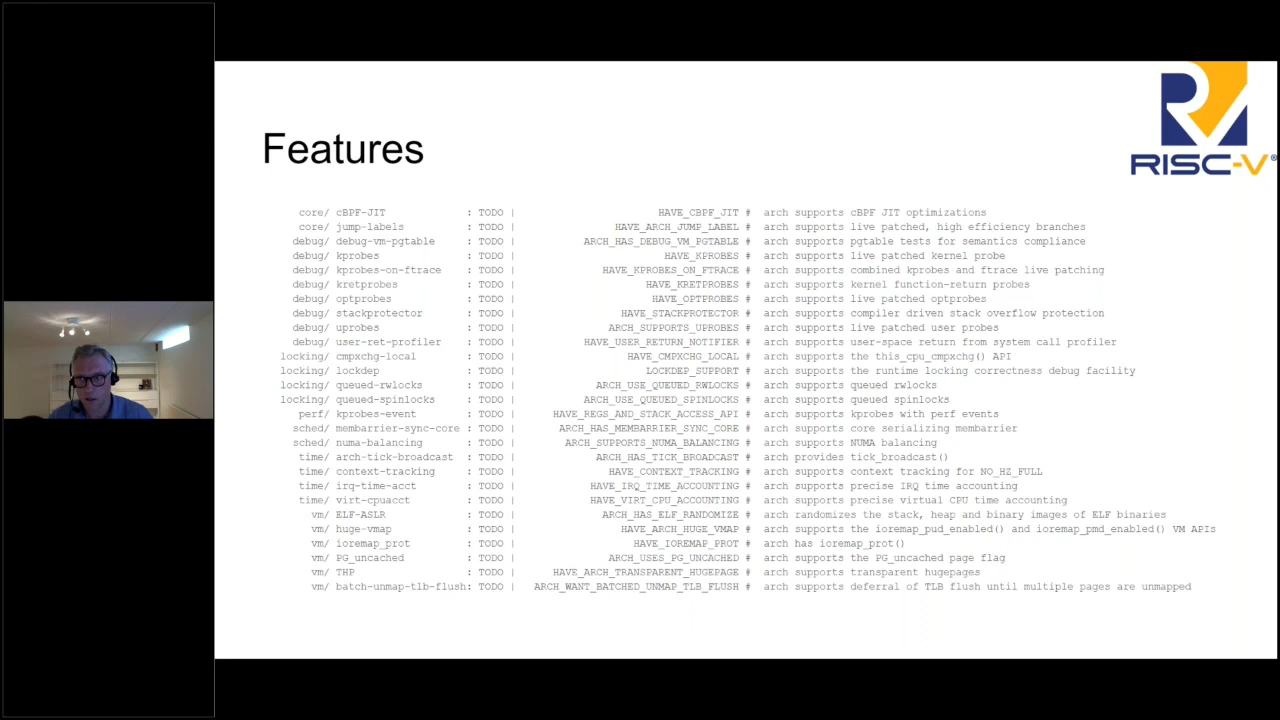 RISC-V®
Features
core/ cBPF-JIT : TODO | HAVE_CBPF_JIT # arch supports cBPF JIT optimizations
core/ jump-labels : TODO | HAVE_ARCH_JUMP_LABEL # arch supports live patched, high efficiency branches
debug/ debug-vm-pgtable : TODO | ARCH_HAS_DEBUG_VM_PGTABLE # arch supports pgtable tests for semantics compliance
debug/ kprobes : TODO | HAVE_KPROBES # arch supports live patched kernel probe
debug/ kprobes-on-ftrace : TODO | HAVE_KPROBES_ON_FTRACE # arch supports combined kprobes and ftrace live patching
debug/ kretprobes : TODO | HAVE_KRETPROBES # arch supports kernel function-return probes
debug/ optprobes : TODO | HAVE_OPTPROBES # arch supports live patched optprobes
debug/ stackprotector : TODO | HAVE_STACKPROTECTOR # arch supports compiler driven stack overflow protection
debug/ uprobes : TODO | ARCH_SUPPORTS_UPROBES # arch supports live patched user probes
debug/ user-ret-profiler : TODO | HAVE_USER_RETURN_NOTIFIER # arch supports user-space return from system call profiler
locking/ cmpxchg-local : TODO | HAVE_CMPXCHG_LOCAL # arch supports the this_cpu_cmpxchg() API
locking/ lockdep : TODO | LOCKDEP_SUPPORT # arch supports the runtime locking correctness debug facility
locking/ queued-rwlocks : TODO | ARCH_USE_QUEUED_RWLOCKS # arch supports queued rwlocks
locking/ queued-spinlocks : TODO | ARCH_USE_QUEUED_SPINLOCKS # arch supports queued spinlocks
perf/ kprobes-event : TODO | HAVE_REGS_AND_STACK_ACCESS_API # arch supports kprobes with perf events
sched/ membarrier-sync-core : TODO | ARCH_HAS_MEMBARRIER_SYNC_CORE # arch supports core serializing membarrier
sched/ numa-balancing : TODO | ARCH_SUPPORTS_NUMA_BALANCING # arch supports NUMA balancing
time/ arch-tick-broadcast : TODO | ARCH_HAS_TICK_BROADCAST # arch provides tick_broadcast()
time/ context-tracking : TODO | HAVE_CONTEXT_TRACKING # arch supports context tracking for NO_HZ_FULL
time/ irq-time-acct : TODO | HAVE_IRQ_TIME_ACCOUNTING # arch supports precise IRQ time accounting
time/ virt-cpuacct : TODO | HAVE_VIRT_CPU_ACCOUNTING # arch supports precise virtual CPU time accounting
vm/ ELF-ASLR : TODO | ARCH_HAS_ELF_RANDOMIZE # arch randomizes the stack, heap and binary images of ELF binaries
vm/ huge-vmap : TODO | HAVE_ARCH_HUGE_VMAP # arch supports the ioremap_pud_enabled() and ioremap_pmd_enabled() VM APIs
vm/ ioremap_prot : TODO | HAVE_IOREMAP_PROT # arch has ioremap_prot()
vm/ PG_uncached : TODO | ARCH_USES_PG_UNCACHED # arch supports the PG_uncached page flag
vm/ THP : TODO | HAVE_ARCH_TRANSPARENT_HUGEPAGE # arch supports transparent hugepages
vm/ batch-unmap-tlb-flush: TODO | ARCH_WANT_BATCHED_UNMAP_TLB_FLUSH # arch supports deferral of TLB flush until multiple pages are unmapped